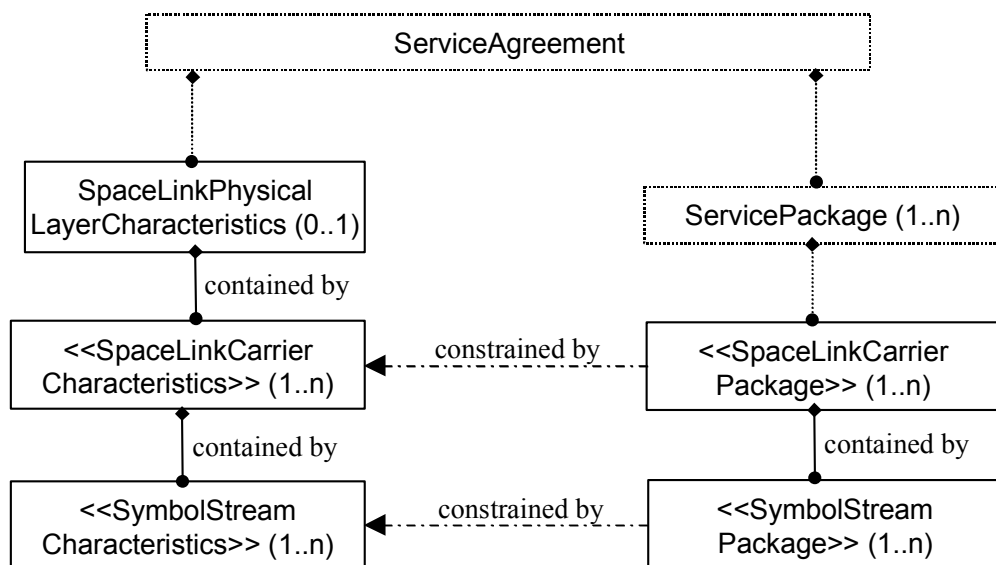 ServiceAgreement
SpaceLinkPhysical
LayerCharacteristics (0..1)
ServicePackage (1..n)
contained by
<<SpaceLinkCarrier
Characteristics>> (1..n)
constrained by
<<SpaceLinkCarrier
Package>> (1..n)
contained by
contained by
<<SymbolStream
Characteristics>> (1..n)
constrained by
<<SymbolStream
Package>> (1..n)